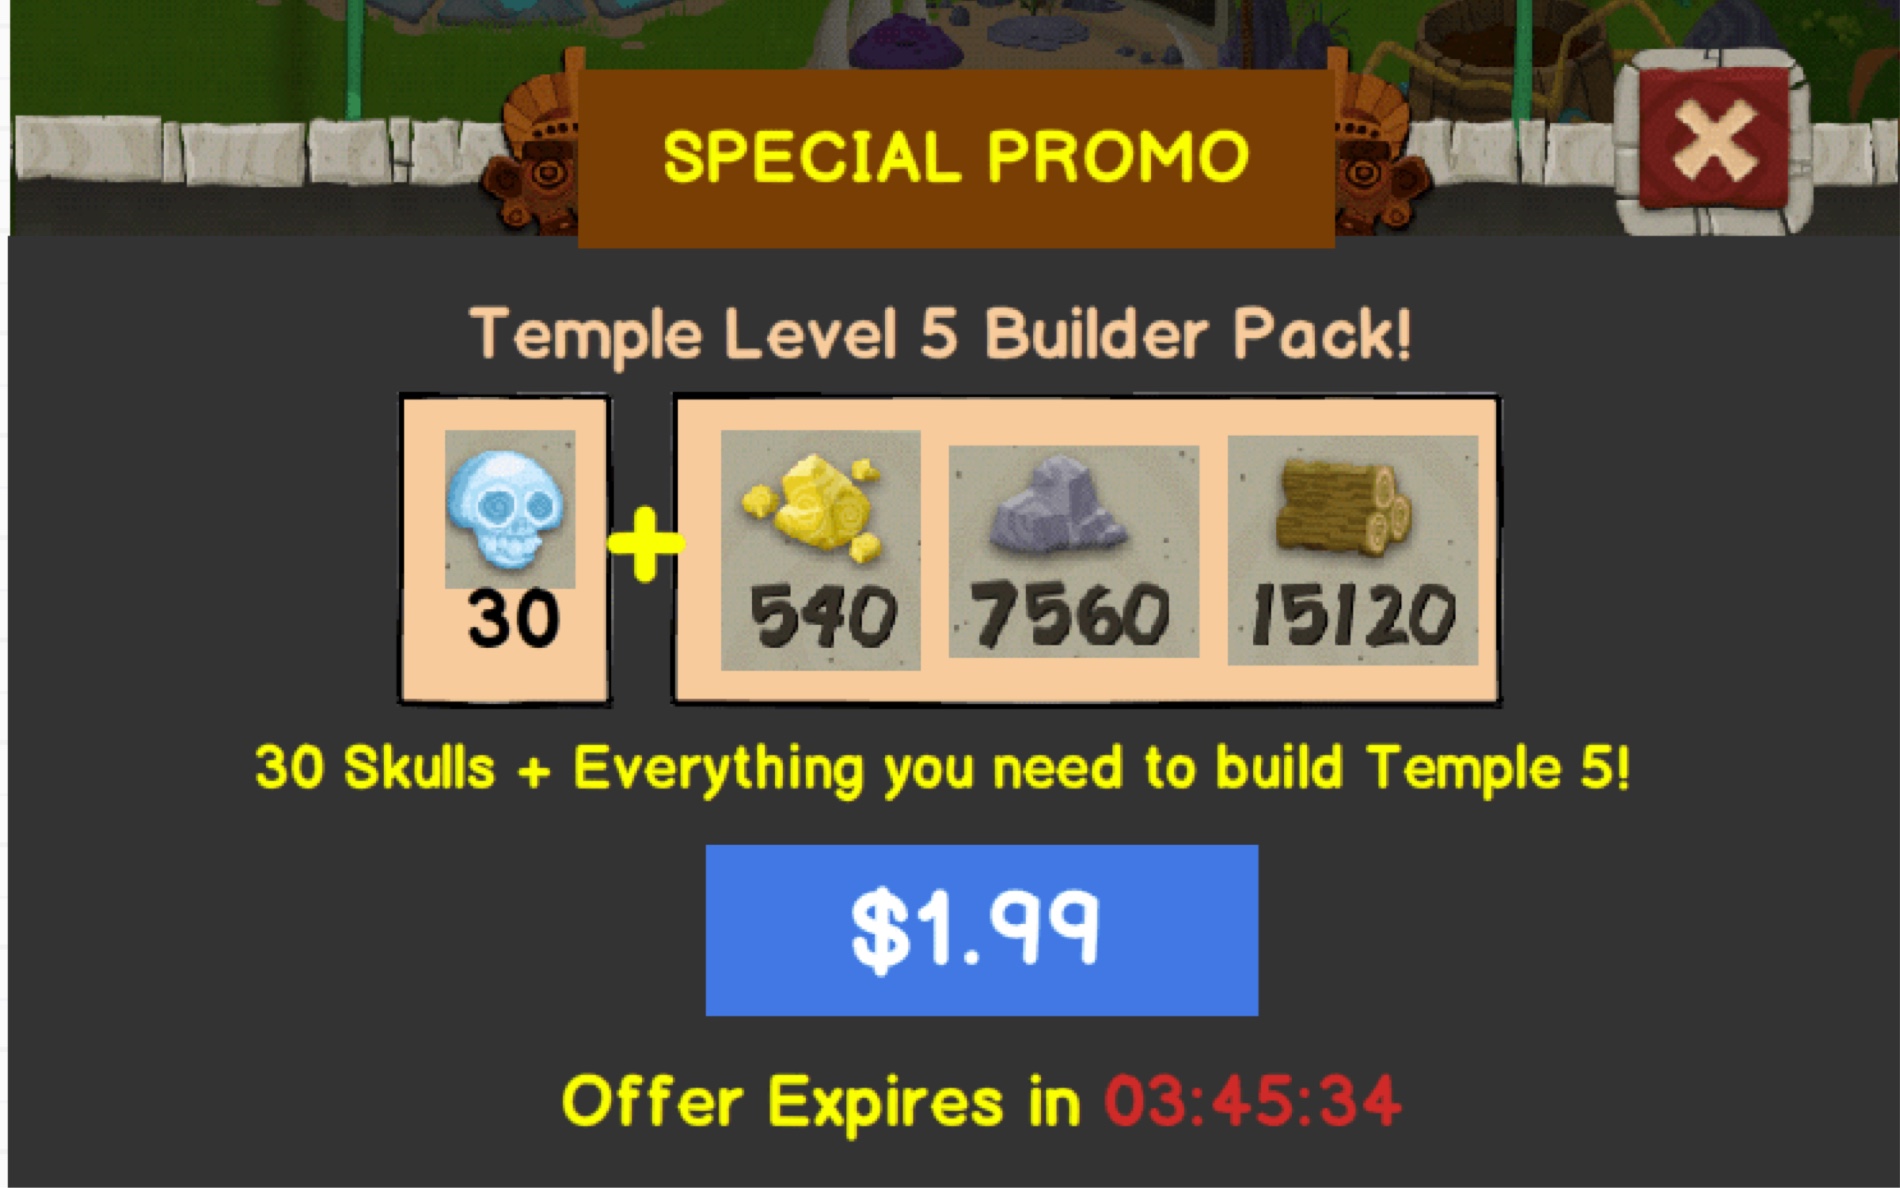 SPECIAL PROMO
Temple Level 5 Builder Pack!
30 + 540 7560 15120
30 Skulls + Everything you need to build Temple 5!
$1.99
Offer Expires in 03:45:34